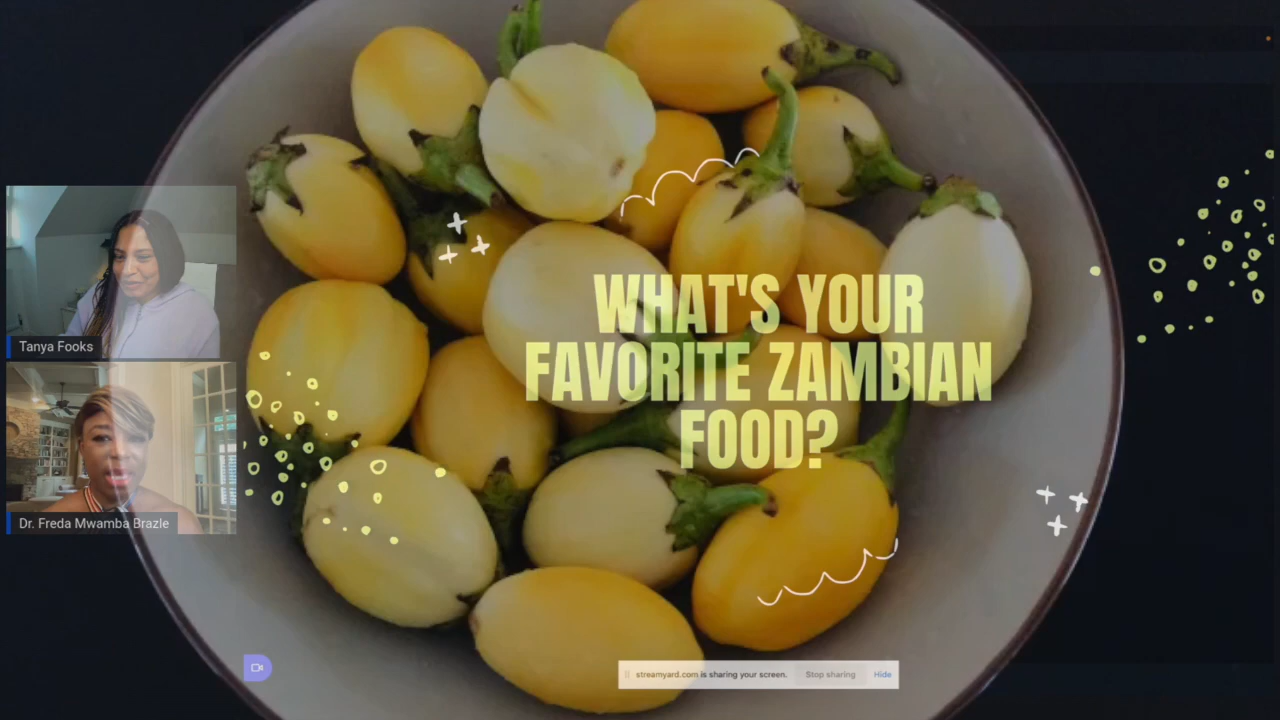 Tanya Fooks
Dr. Freda Mwamba Brazle
WHAT'S YOUR
FAVORITE ZAMBIAN
FOOD?
streamyard.com is sharing your screen. Stop sharing Hide